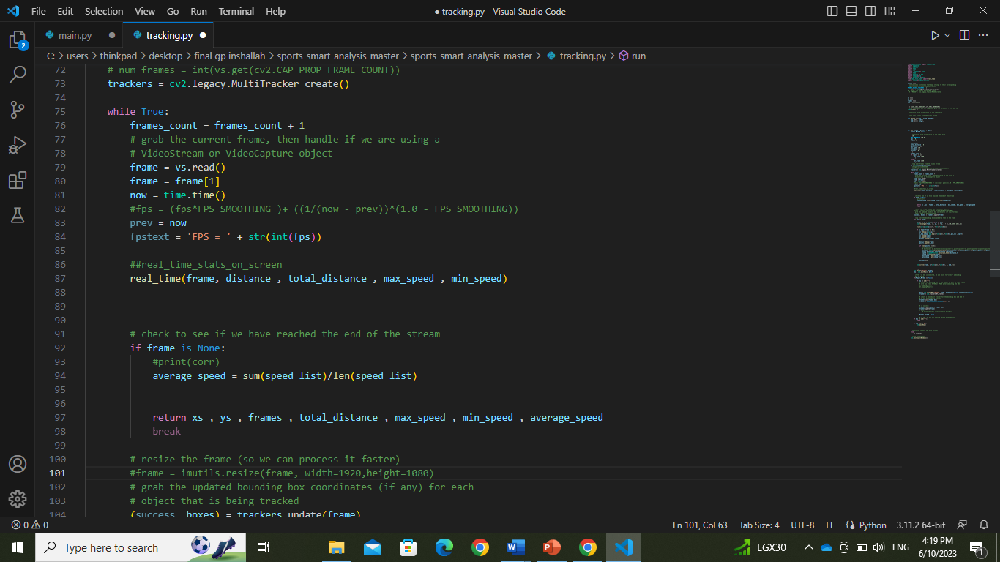 File Edit Selection View Go Run Terminal Help
● tracking.py - Visual Studio Code
main.py ●
tracking.py ●
C: > users > thinkpad > desktop > final gp inshallah > sports-smart-analysis-master > sports-smart-analysis-master > tracking.py > run
72 # num_frames = int(vs.get(cv2.CAP_PROP_FRAME_COUNT))
73 trackers = cv2.legacy.MultiTracker_create()
74
75 while True:
76 frames_count = frames_count + 1
77 # grab the current frame, then handle if we are using a
78 # VideoStream or VideoCapture object
79 frame = vs.read()
80 frame = frame[1]
81 now = time.time()
82 #fps = (fps*FPS_SMOOTHING )+ ((1/(now - prev))*(1.0 - FPS_SMOOTHING))
83 prev = now
84 fpstext = 'FPS = ' + str(int(fps))
85
86 ##real_time_stats_on_screen
87 real_time(frame, distance , total_distance , max_speed , min_speed)
88
89
90
91 # check to see if we have reached the end of the stream
92 if frame is None:
93 #print(corr)
94 average_speed = sum(speed_list)/len(speed_list)
95
96
97 return xs , ys , frames , total_distance , max_speed , min_speed , average_speed
98 break
99
100 # resize the frame (so we can process it faster)
101 #frame = imutils.resize(frame, width=1920,height=1080)
102 # grab the updated bounding box coordinates (if any) for each
103 # object that is being tracked
104 (success, boxes) = trackers.update(frame)
2
0 0
Ln 101, Col 63 Tab Size: 4 UTF-8 LF Python 3.11.2 64-bit
Type here to search
EGX30
ENG
4:19 PM
6/10/2023
1